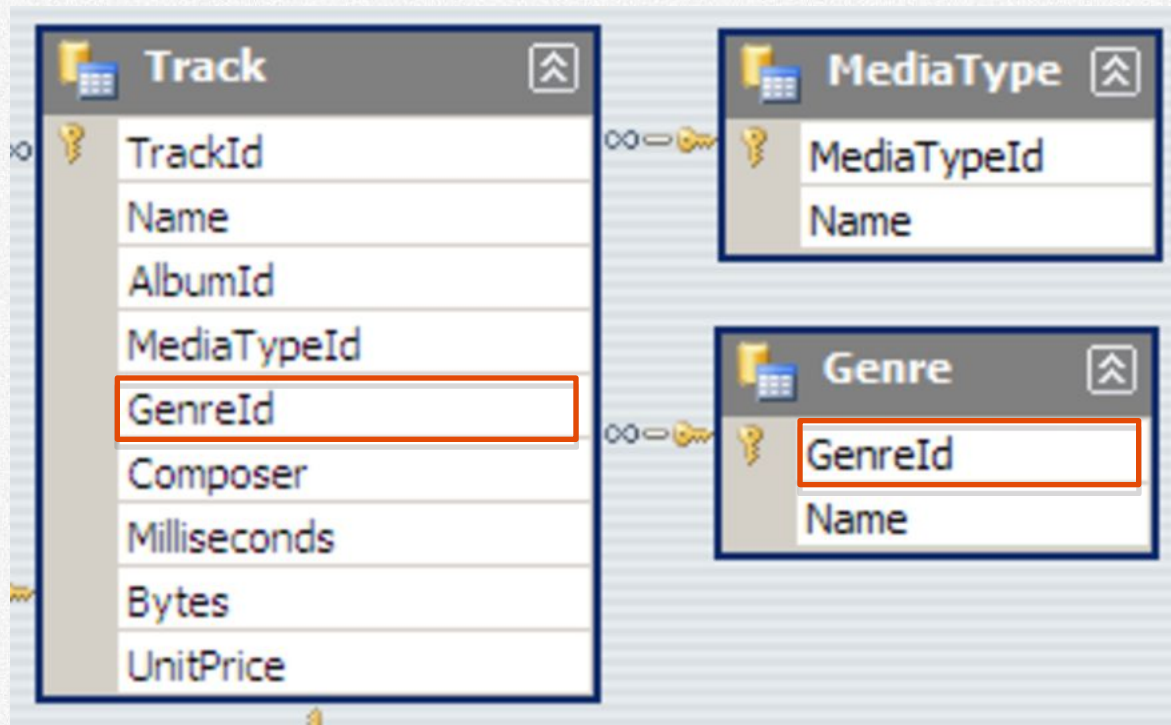 Track
TrackId
Name
AlbumId
MediaTypeId
GenreId
Composer
Milliseconds
Bytes
UnitPrice
MediaType
MediaTypeId
Name
Genre
GenreId
Name